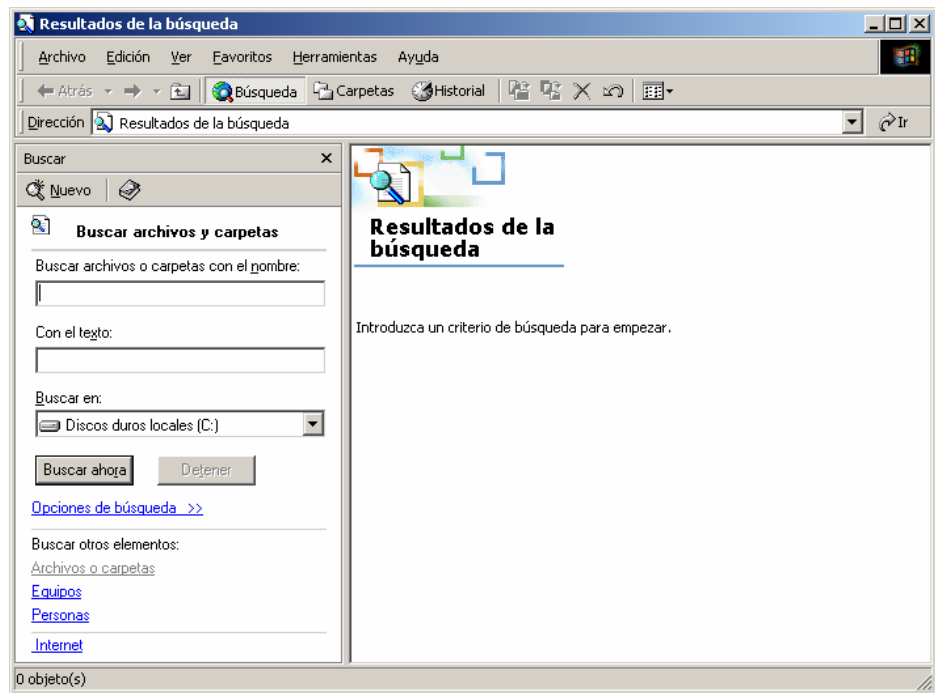 Resultados de la búsqueda
Archivo Edición Ver Favoritos Herramientas Ayuda
Atrás Búsqueda Carpetas Historial
Dirección Resultados de la búsqueda Ir
Buscar
Nuevo
Buscar archivos y carpetas
Buscar archivos o carpetas con el nombre:
Con el texto:
Buscar en:
Discos duros locales (C:)
Buscar ahora Detener
Opciones de búsqueda >>
Buscar otros elementos:
Archivos o carpetas
Equipos
Personas
Internet
Resultados de la
búsqueda
Introduzca un criterio de búsqueda para empezar.
0 objeto(s)